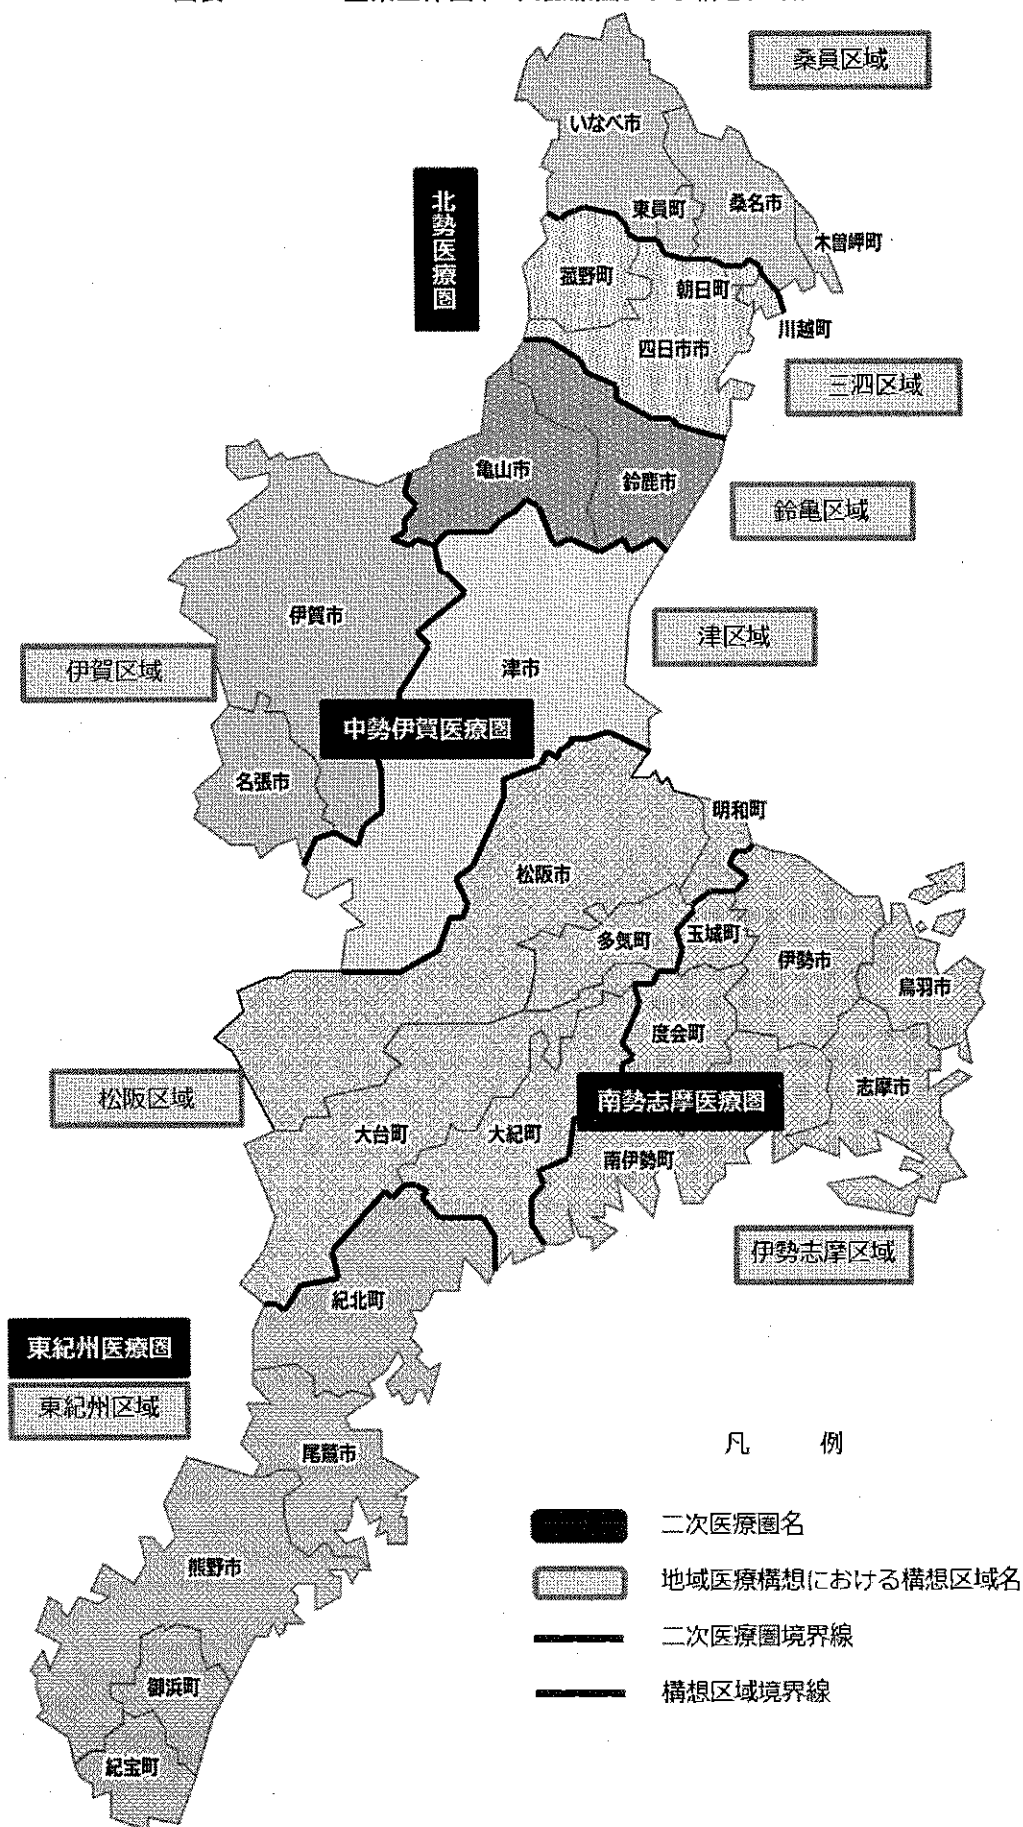 桑員区域
いなべ市
北勢医療圏
東員町
桑名市
木曽岬町
菰野町
朝日町
川越町
四日市市
三泗区域
亀山市
鈴鹿市
鈴亀区域
伊賀市
津区域
伊賀区域
津市
中勢伊賀医療圏
名張市
明和町
松阪市
多気町
玉城町
伊勢市
鳥羽市
度会町
松阪区域
南勢志摩医療圏
志摩市
大台町
大紀町
南伊勢町
伊勢志摩区域
紀北町
東紀州医療圏
東紀州区域
凡 例
尾鷲市
二次医療圏名
熊野市
地域医療構想における構想区域名
二次医療圏境界線
御浜町
構想区域境界線
紀宝町